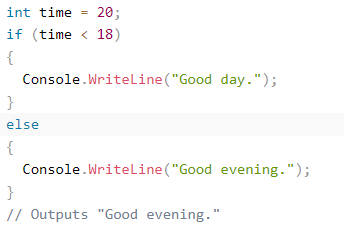 int time = 20;
if (time < 18)
{
  Console.WriteLine("Good day.");
}
else
{
  Console.WriteLine("Good evening.");
}
// Outputs "Good evening."